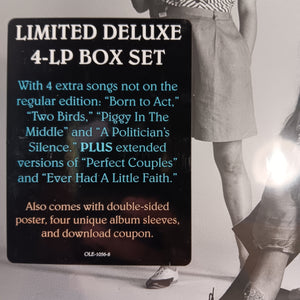 LIMITED DELUXE
4-LP BOX SET
With 4 extra songs not on the
regular edition: “Born to Act,”
“Two Birds,” “Piggy In The
Middle” and “A Politician’s
Silence.” PLUS extended
versions of “Perfect Couples”
and “Ever Had A Little Faith.”
Also comes with double-sided
poster, four unique album sleeves,
and download coupon.
OLE-1056-8